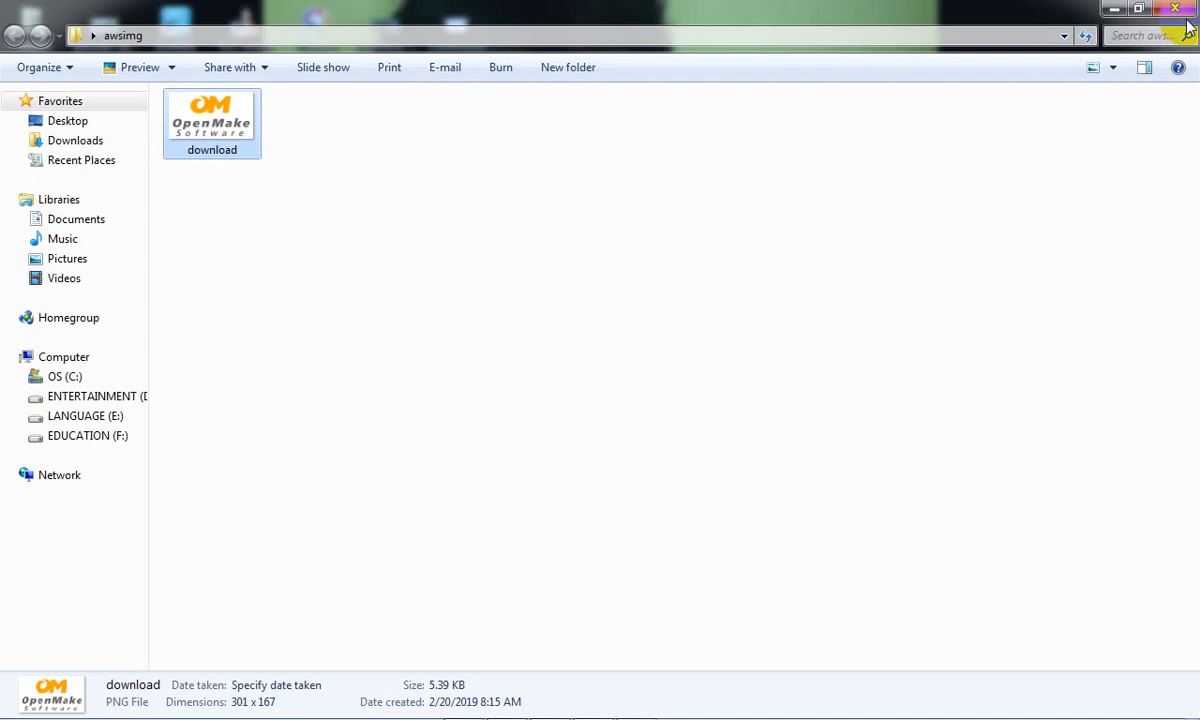 awsimg
Search aws...
Organize Preview Share with Slide show Print E-mail Burn New folder
Favorites
Desktop
Downloads
Recent Places
Libraries
Documents
Music
Pictures
Videos
Homegroup
Computer
OS (C:)
ENTERTAINMENT (D
LANGUAGE (E:)
EDUCATION (F:)
Network
OM
OpenMake
Software
download
OM
OpenMake
Software
download Date taken: Specify date taken Size: 5.39 KB
PNG File Dimensions: 301 x 167 Date created: 2/20/2019 8:15 AM